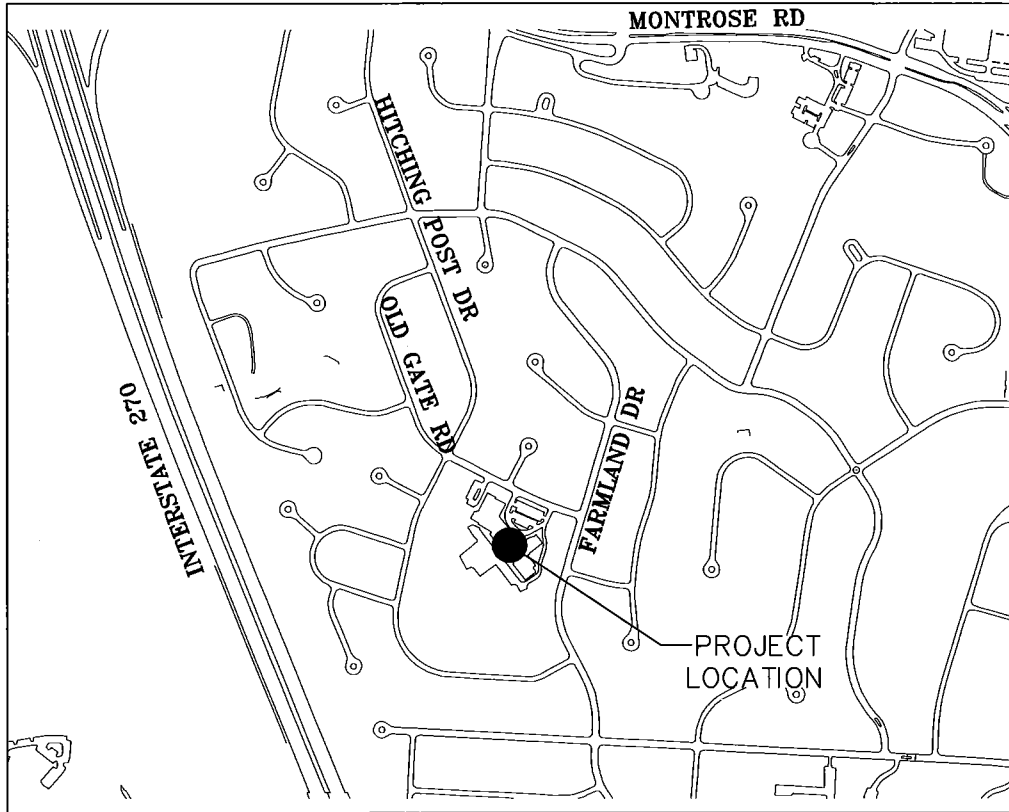 MONTROSE RD
HITCHING POST DR
OLD GATE RD
FARMLAND DR
INTERSTATE 270
PROJECT
LOCATION